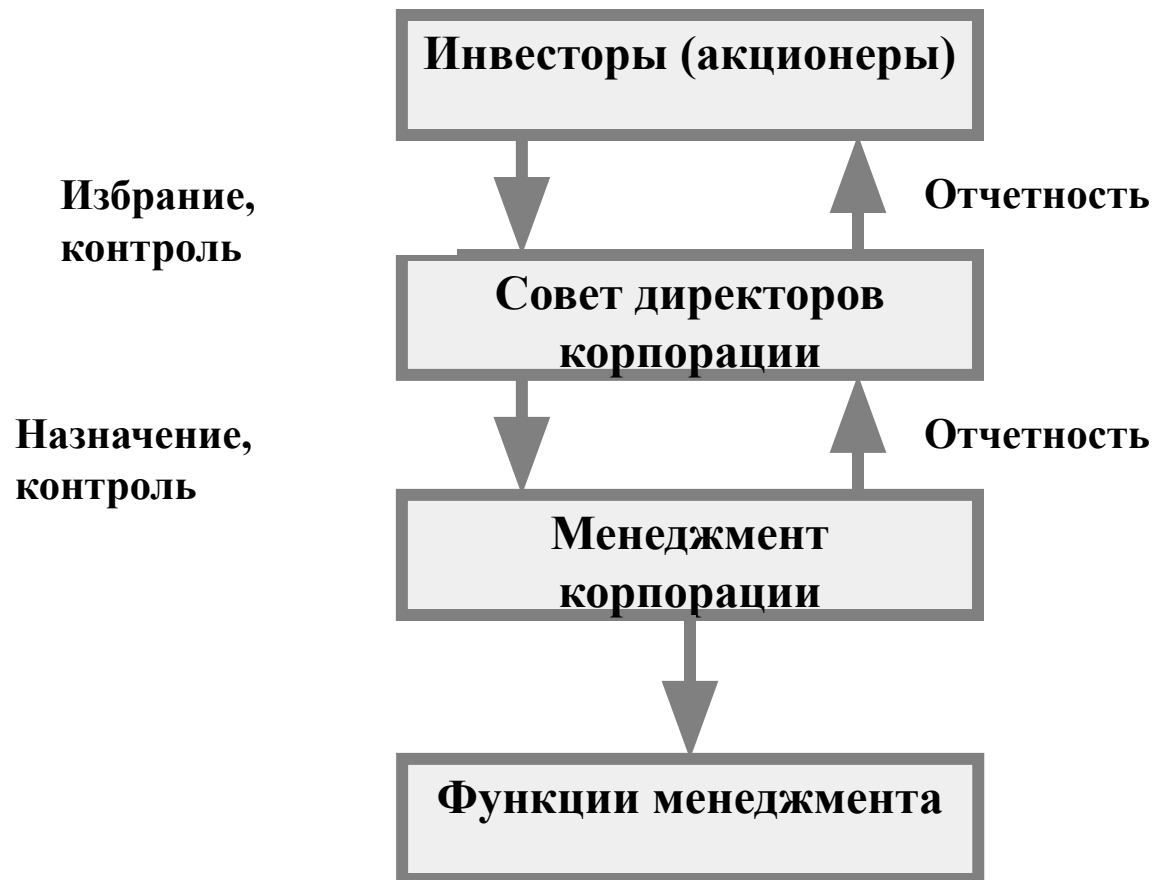 Инвесторы (акционеры)
Избрание,
контроль
Отчетность
Совет директоров
корпорации
Назначение,
контроль
Отчетность
Менеджмент
корпорации
Функции менеджмента